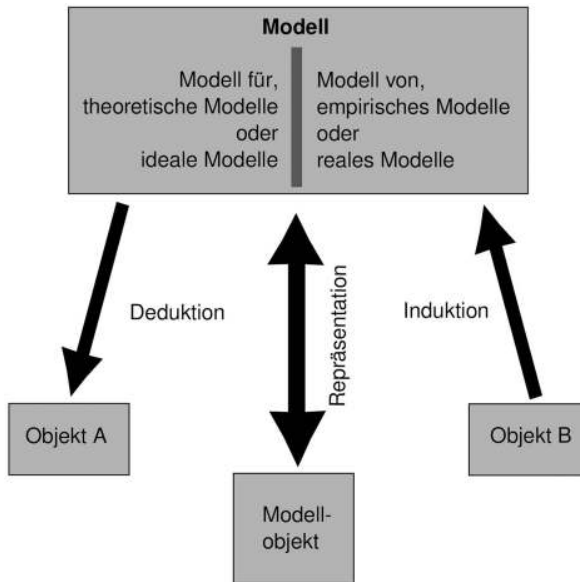 Modell
Modell für,
theoretische Modelle
oder
ideale Modelle
Modell von,
empirisches Modelle
oder
reales Modelle
Deduktion
Repräsentation
Induktion
Objekt A
Modell-
objekt
Objekt B